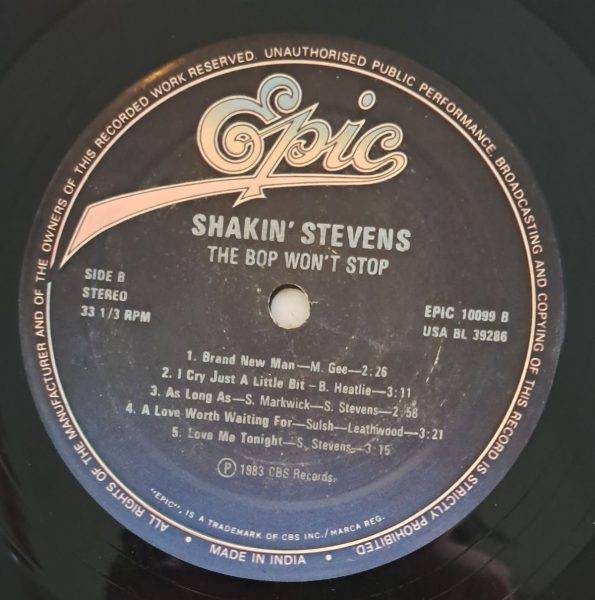 ALL RIGHTS OF THE MANUFACTURER AND OF THE OWNERS OF THIS RECORDED WORK RESERVED. UNAUTHORISED PUBLIC PERFORMANCE, BROADCASTING AND COPYING OF THIS RECORD IS STRICTLY PROHIBITED
Epic
SHAKIN' STEVENS
THE BOP WON'T STOP
SIDE B
STEREO
33 1/3 RPM
EPIC 10099 B
USA BL 39286
1. Brand New Man—M. Gee—2:26
2. I Cry Just A Little Bit – B. Heatlie—3:11
3. As Long As—S. Markwick—S. Stevens—2:58
4. A Love Worth Waiting For—Sulsh—Leathwood—3:21
5. Love Me Tonight—S. Stevens—3:15
℗ 1983 CBS Records.
"EPIC", IS A TRADEMARK OF CBS INC./MARCA REG.
• MADE IN INDIA •